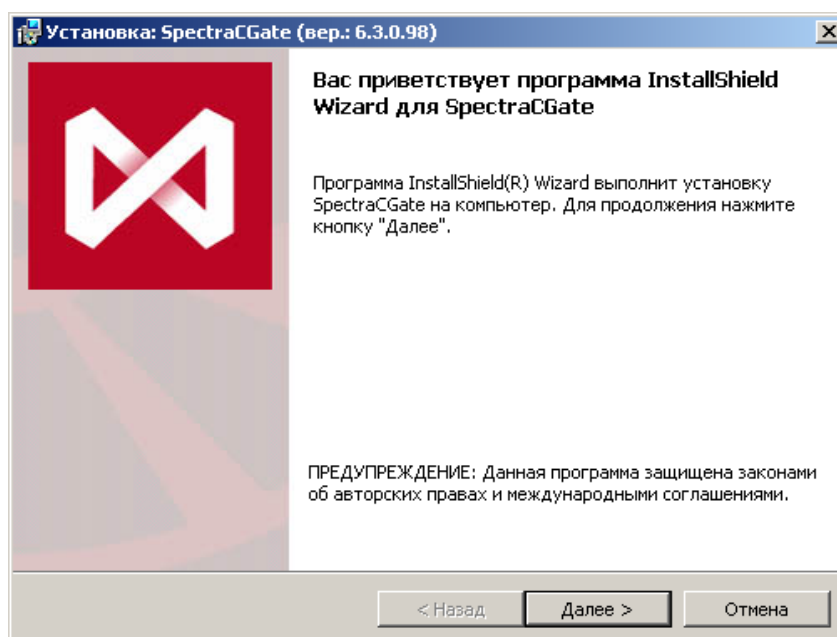 Установка: SpectraCGate (вер.: 6.3.0.98)
Вас приветствует программа InstallShield
Wizard для SpectraCGate
Программа InstallShield(R) Wizard выполнит установку
SpectraCGate на компьютер. Для продолжения нажмите
кнопку "Далее".
ПРЕДУПРЕЖДЕНИЕ: Данная программа защищена законами
об авторских правах и международными соглашениями.
< Назад Далее > Отмена